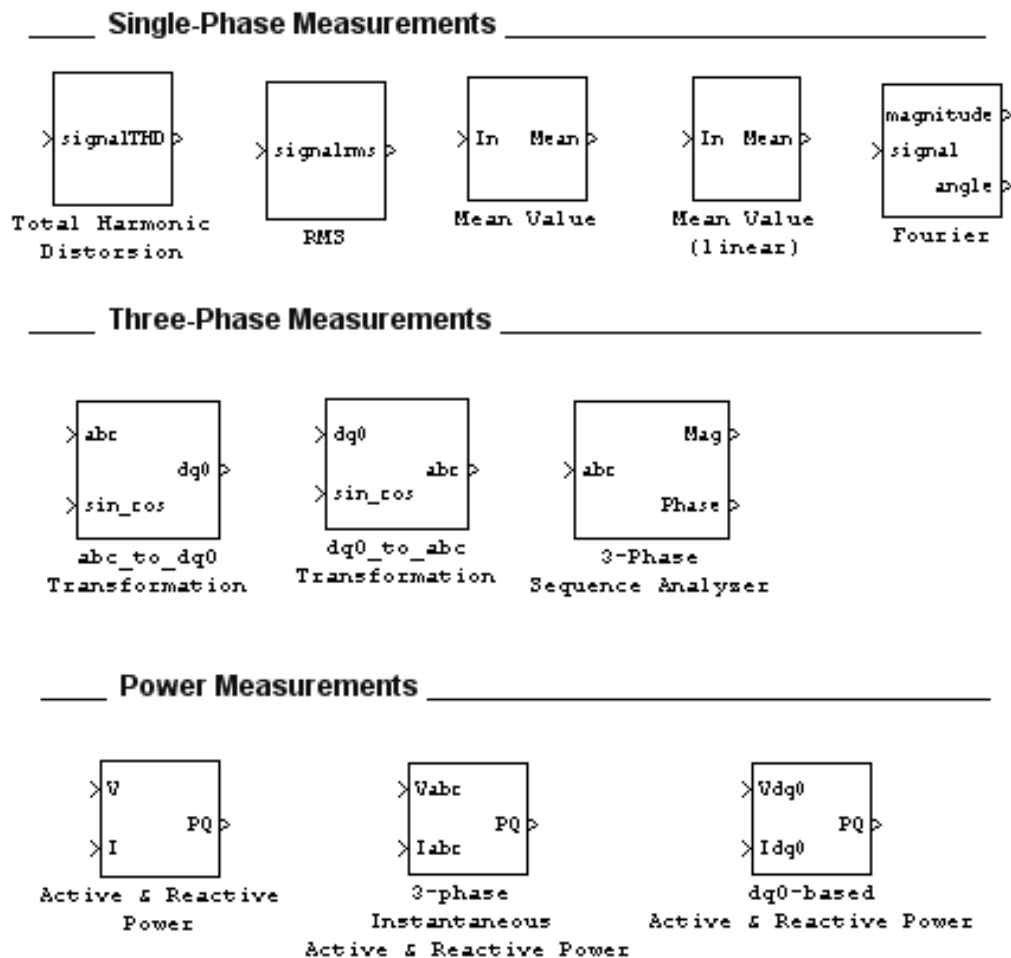 Single-Phase Measurements
signalTHD
signalrms
In Mean
In Mean
magnitude
signal
angle
Total Harmonic
Distorsion
RMS
Mean Value
Mean Value
(linear)
Fourier
Three-Phase Measurements
abc
dq0
sin_cos
dq0
abc
sin_cos
Mag
abc
Phase
abc_to_dq0
Transformation
dq0_to_abc
Transformation
3-Phase
Sequence Analyzer
Power Measurements
V
PQ
I
Vabc
PQ
Iabc
Vdq0
PQ
Idq0
Active & Reactive
Power
3-phase
Instantaneous
Active & Reactive Power
dq0-based
Active & Reactive Power